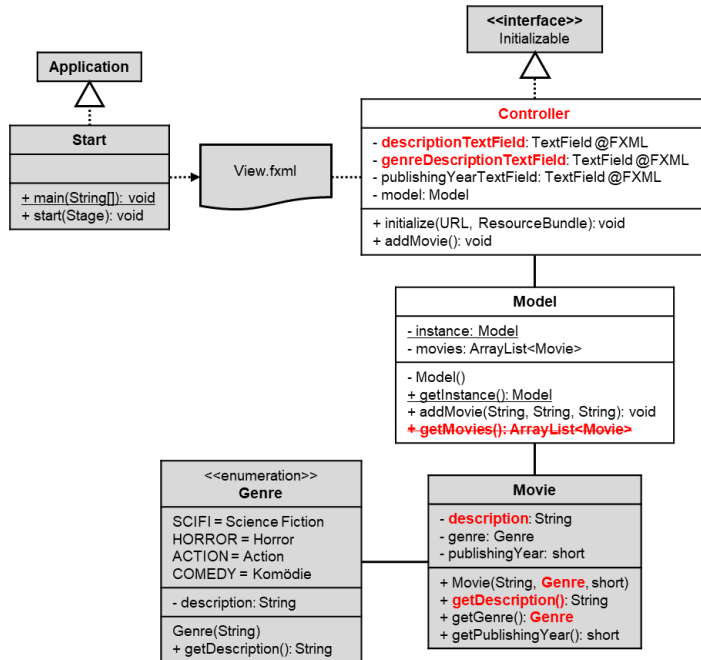 <<interface>>
Initializable
Application
Controller
Start
- descriptionTextField: TextField @FXML
- genreDescriptionTextField: TextField @FXML
- publishingYearTextField: TextField @FXML
- model: Model
View.fxml
+ main(String[]): void
+ start(Stage): void
+ initialize(URL, ResourceBundle): void
+ addMovie(): void
Model
- instance: Model
- movies: ArrayList<Movie>
- Model()
+ getInstance(): Model
+ addMovie(String, String, String): void
+ getMovies(): ArrayList<Movie>
<<enumeration>>
Genre
SCIFI = Science Fiction
HORROR = Horror
ACTION = Action
COMEDY = Komödie
- description: String
Genre(String)
+ getDescription(): String
Movie
- description: String
- genre: Genre
- publishingYear: short
+ Movie(String, Genre, short)
+ getDescription(): String
+ getGenre(): Genre
+ getPublishingYear(): short